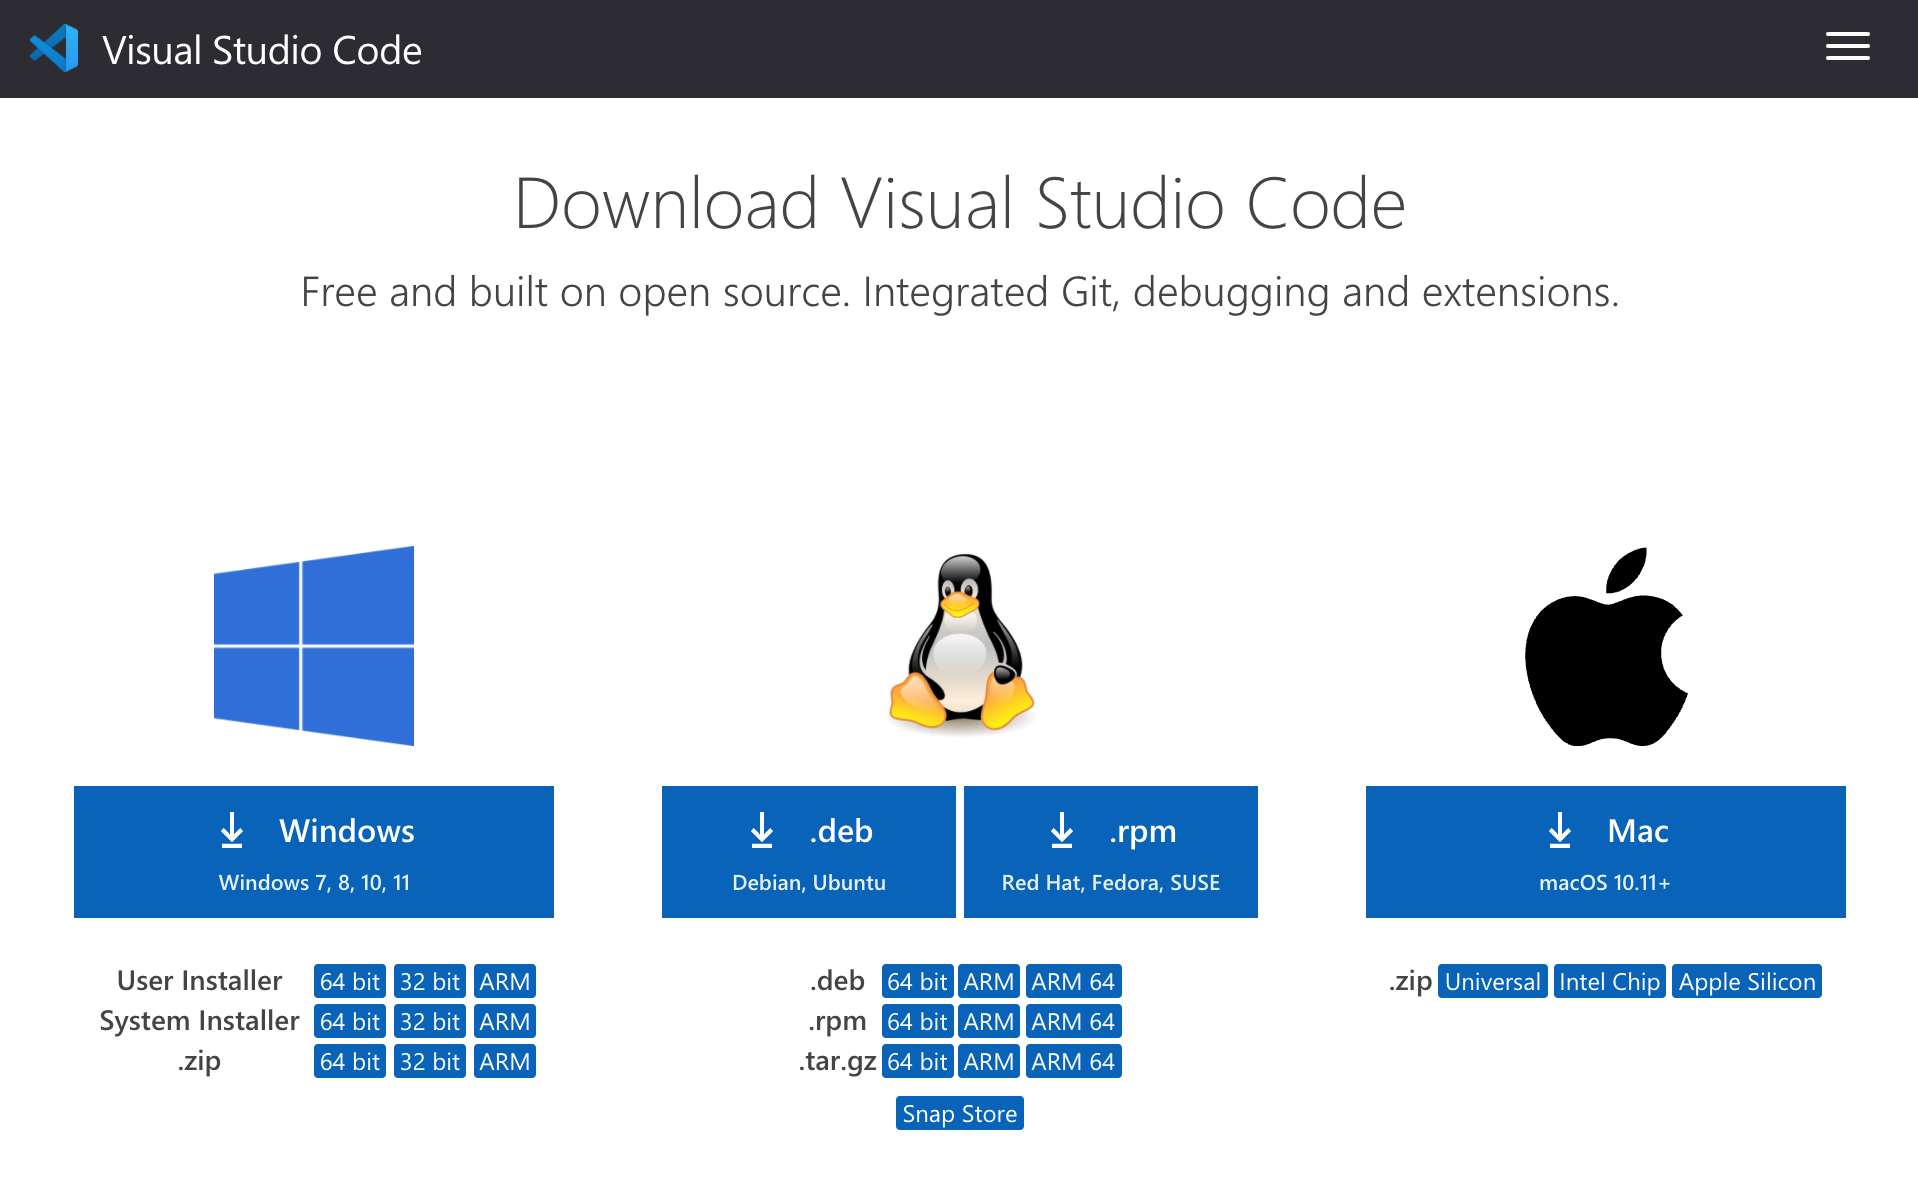 Visual Studio Code
Download Visual Studio Code
Free and built on open source. Integrated Git, debugging and extensions.
Windows
Windows 7, 8, 10, 11
User Installer 64 bit 32 bit ARM
System Installer 64 bit 32 bit ARM
.zip 64 bit 32 bit ARM
.deb
Debian, Ubuntu
.rpm
Red Hat, Fedora, SUSE
.deb 64 bit ARM ARM 64
.rpm 64 bit ARM ARM 64
.tar.gz 64 bit ARM ARM 64
Snap Store
Mac
macOS 10.11+
.zip Universal Intel Chip Apple Silicon